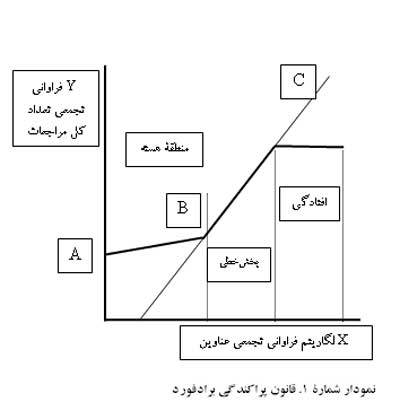 Y فراوانی
تجمعی تعداد
کل مراجعات
C
منطقهٔ هسته
B
افتادگی
A
بخش خطی
X لگاریتم فراوانی تجمعی عناوین
نمودار شمارهٔ ۱. قانون پراکندگی برادفورد